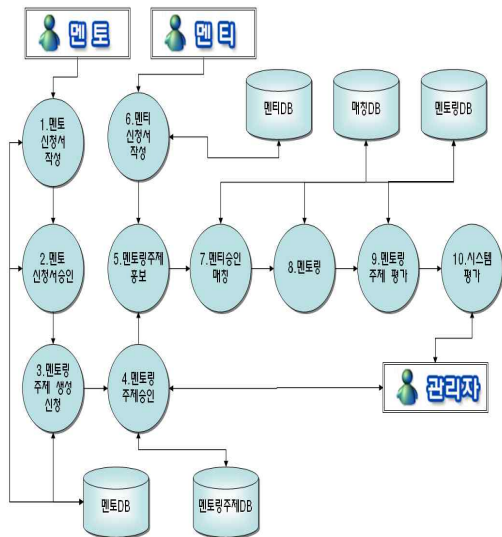 멘 토
멘 티
멘티DB
매칭DB
멘토링DB
1.멘토
신청서
작성
6.멘티
신청서
작성
2.멘토
신청서승인
5.멘토링주제
홍보
7.멘티승인
매칭
8.멘토링
9.멘토링
주제 평가
10.시스템
평가
3.멘토링
주제 생성
신청
4.멘토링
주제승인
관리자
멘토DB
멘토링주제DB